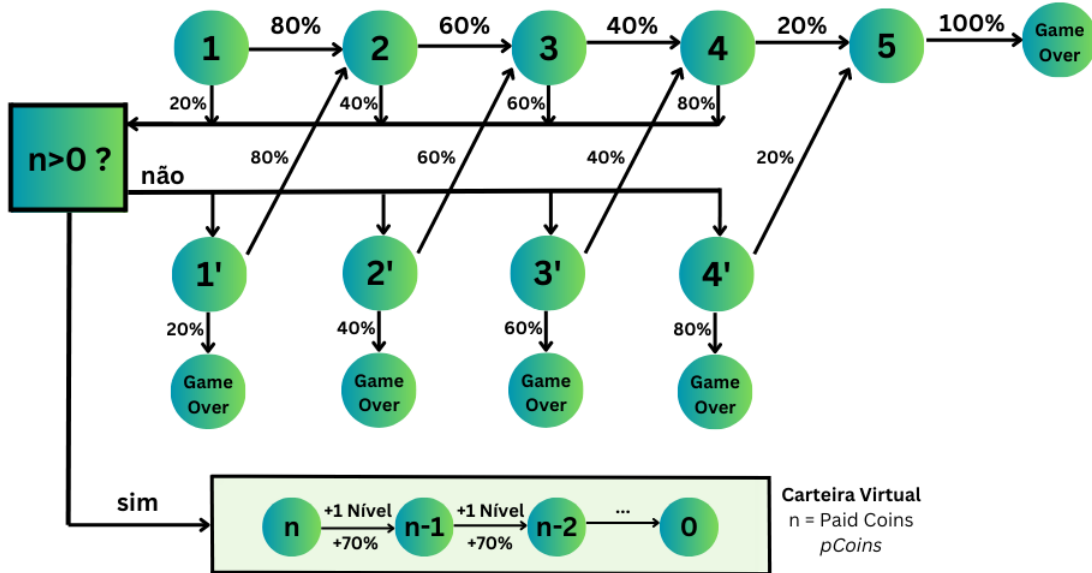 80%
60%
40%
20%
100%
1
2
3
4
5
Game
Over
20%
40%
60%
80%
n>0 ?
não
80%
60%
40%
20%
1'
2'
3'
4'
20%
40%
60%
80%
Game
Over
Game
Over
Game
Over
Game
Over
sim
n
+1 Nível
+70%
n-1
+1 Nível
+70%
n-2
...
0
Carteira Virtual
n = Paid Coins
pCoins